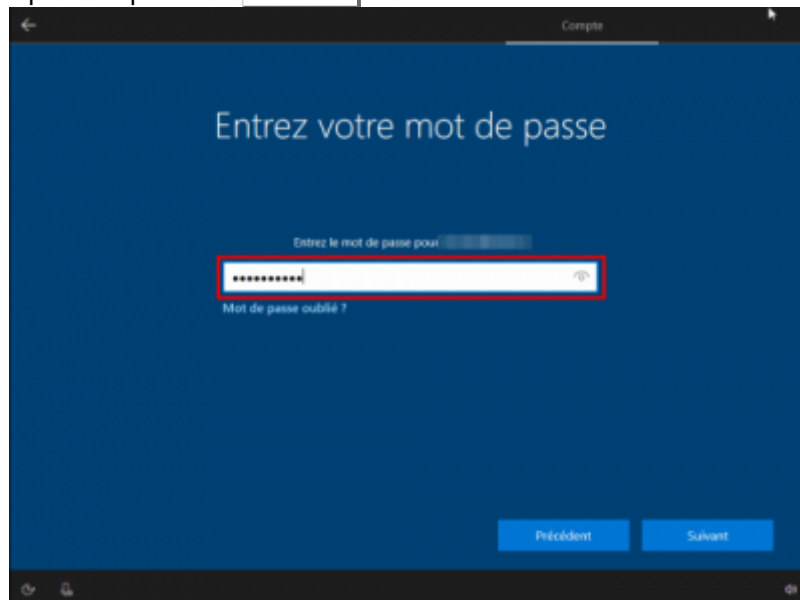 Compte
Entrez votre mot de passe
Entrez le mot de passe pour
••••••••••
Mot de passe oublié ?
Précédent
Suivant